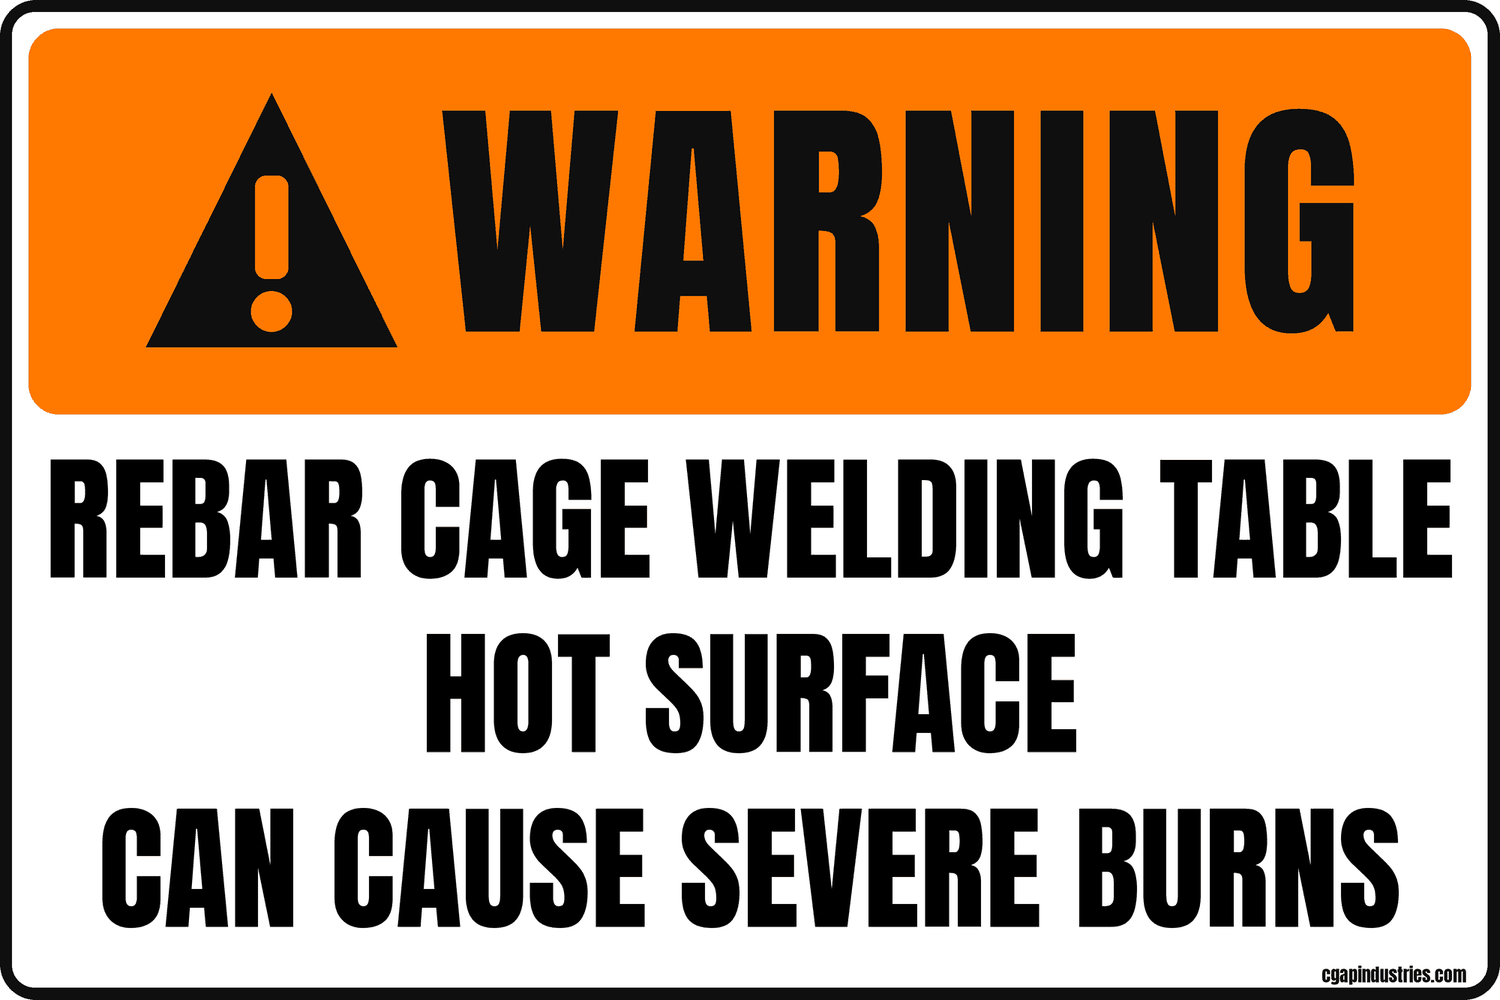 WARNING
REBAR CAGE WELDING TABLE
HOT SURFACE
CAN CAUSE SEVERE BURNS
cgapindustries.com